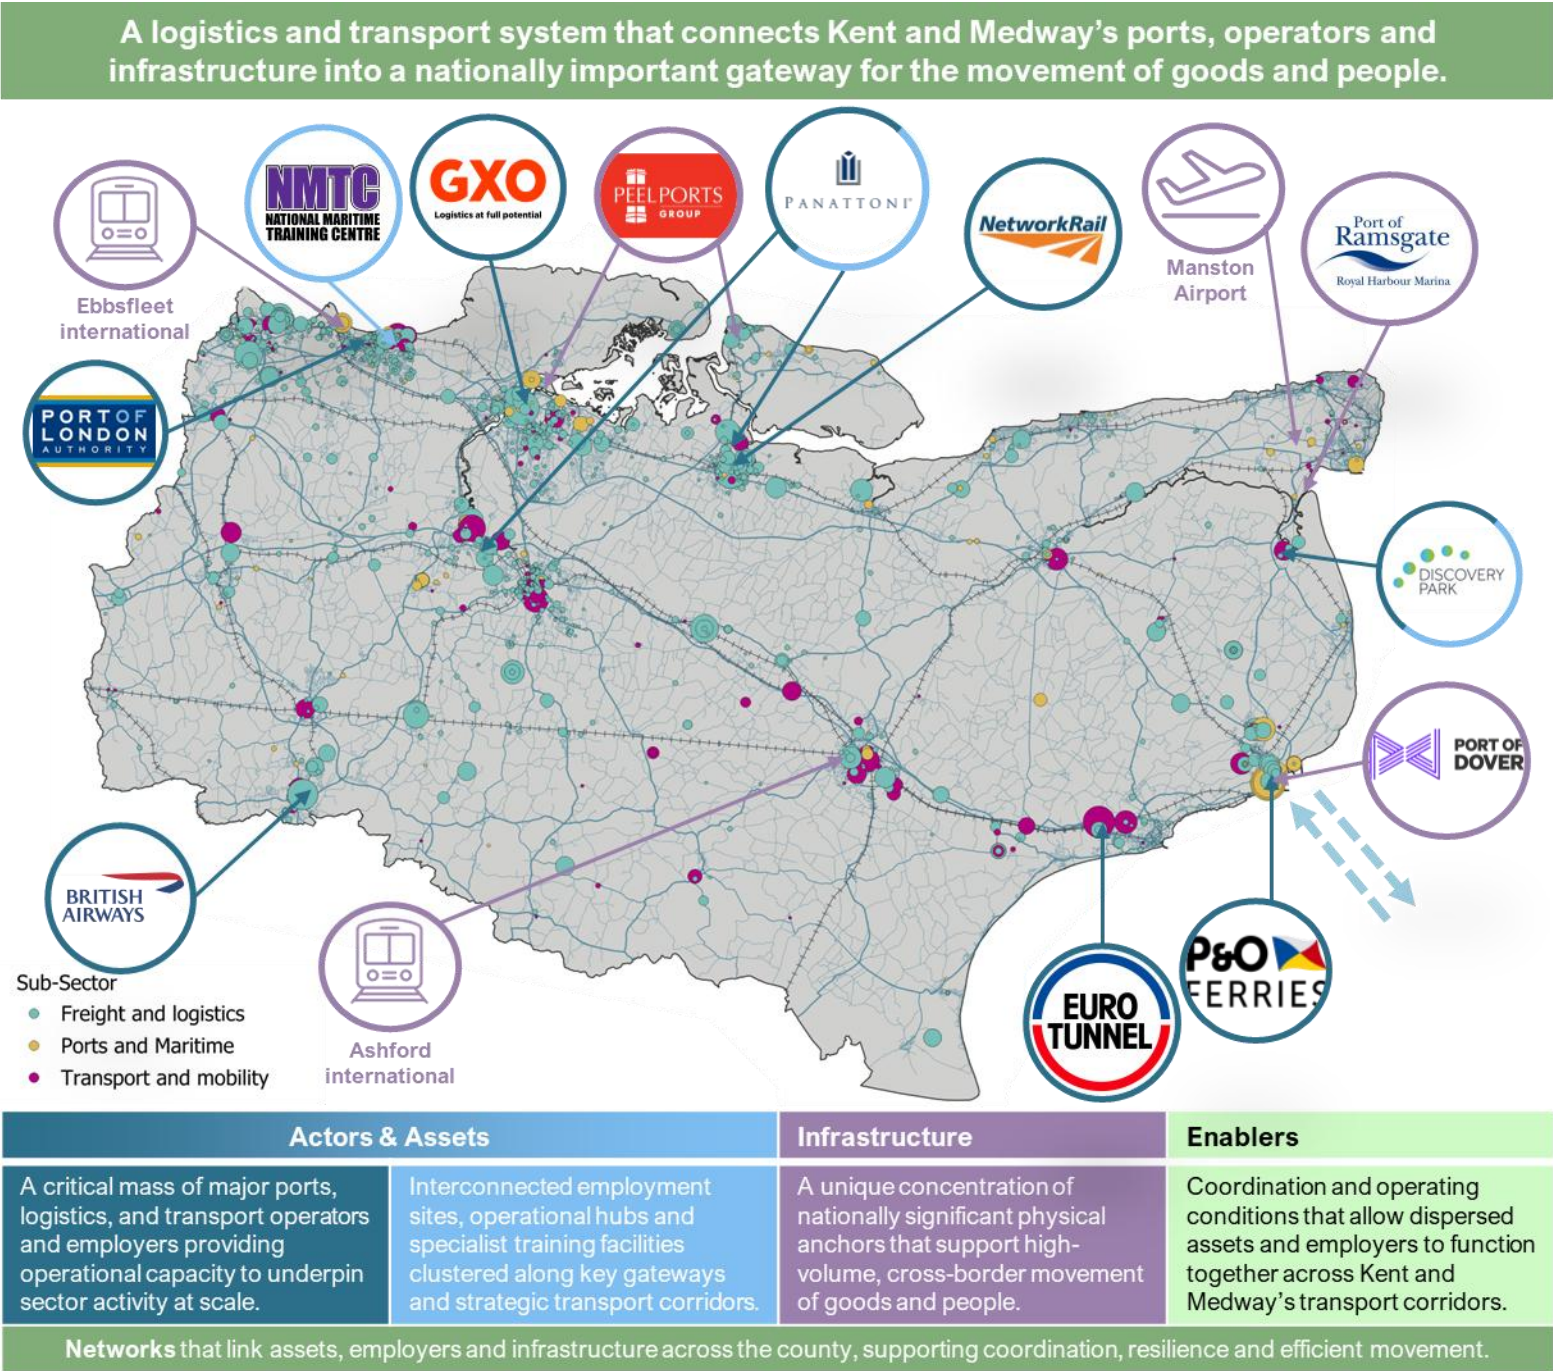 A logistics and transport system that connects Kent and Medway's ports, operators and
infrastructure into a nationally important gateway for the movement of goods and people.
NMTC
NATIONAL MARITIME
TRAINING CENTRE
GXO
Logistics at full potential
PEEL PORTS
GROUP
PANATTONI
NetworkRail
Manston
Airport
Port of
Ramsgate
Royal Harbour Marina
Ebbsfleet
international
PORT OF
LONDON
AUTHORITY
DISCOVERY
PARK
PORT OF
DOVER
BRITISH
AIRWAYS
P&O
FERRIES
EURO
TUNNEL
Ashford
international
Sub-Sector
Freight and logistics
Ports and Maritime
Transport and mobility
Actors & Assets
A critical mass of major ports,
logistics, and transport operators
and employers providing
operational capacity to underpin
sector activity at scale.
Interconnected employment
sites, operational hubs and
specialist training facilities
clustered along key gateways
and strategic transport corridors.
Infrastructure
A unique concentration of
nationally significant physical
anchors that support high-
volume, cross-border movement
of goods and people.
Enablers
Coordination and operating
conditions that allow dispersed
assets and employers to function
together across Kent and
Medway's transport corridors.
Networks that link assets, employers and infrastructure across the county, supporting coordination, resilience and efficient movement.